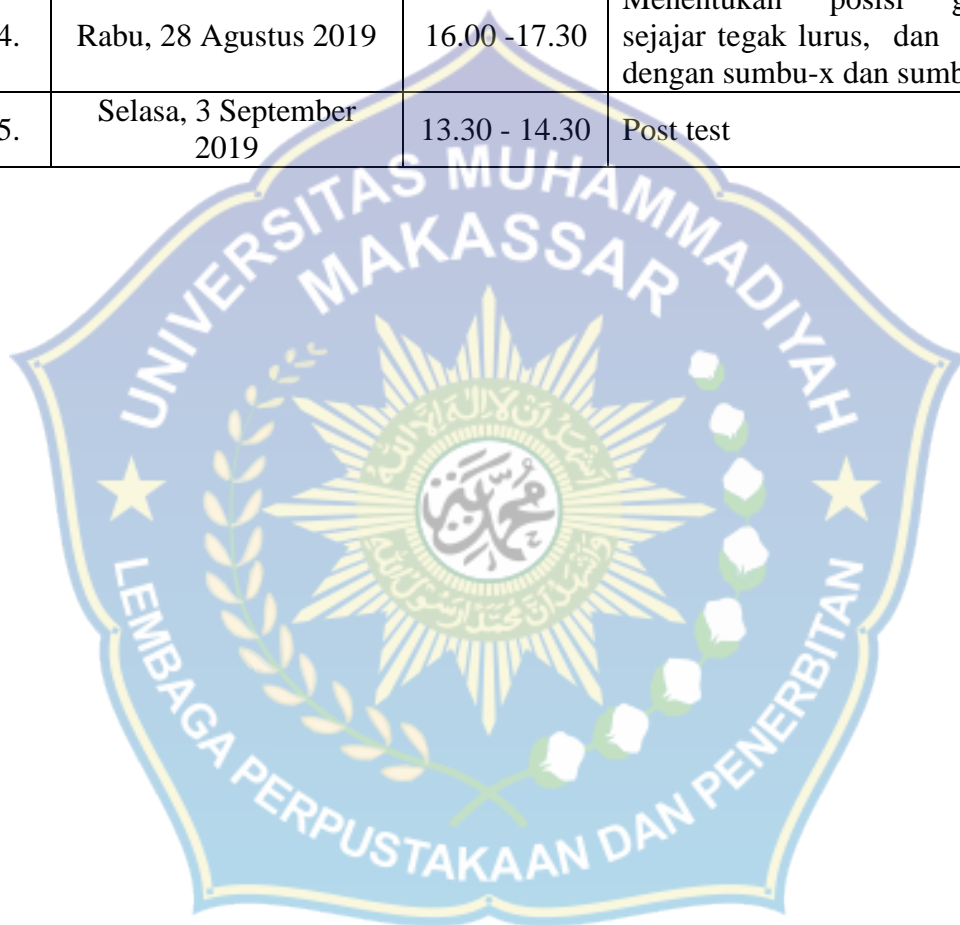 Menentukan posisi
4. Rabu, 28 Agustus 2019 16.00 -17.30 sejajar tegak lurus, dan
dengan sumbu-x dan
5. Selasa, 3 September 2019 13.30 - 14.30 Post test
UNIVERSITAS MUHAMMADIYAH
MAKASSAR
محمد
LEMBAGA PERPUSTAKAAN DAN PENERBITAN